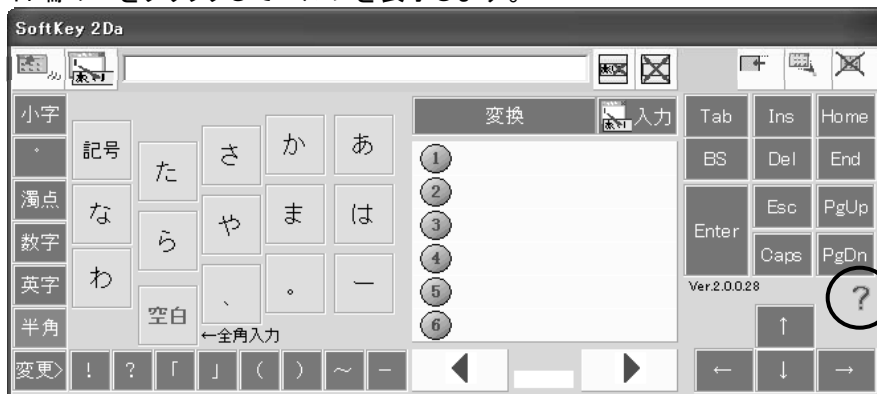 SoftKey 2Da
小字 変換 入力 Tab Ins Home
゜ 記号 た さ か あ 1 BS Del End
濁点 な や ま は 2 Esc PgUp
数字 ら 3 Enter
英字 わ 、 。 ー 4 Caps PgDn
半角 空白 ←全角入力 5 Ver.2.0.0.28 ?
6 ↑
変更> ! ? 「 」 ( ) ~ - ← ↓ →